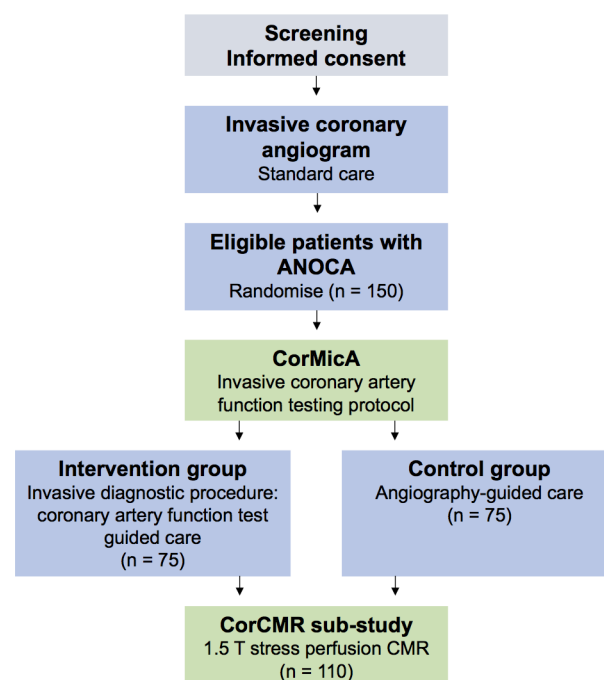 Screening
Informed consent
Invasive coronary
angiogram
Standard care
Eligible patients with
ANOCA
Randomise (n = 150)
CorMicA
Invasive coronary artery
function testing protocol
Intervention group
Invasive diagnostic procedure:
coronary artery function test
guided care
(n = 75)
Control group
Angiography-guided care
(n = 75)
CorCMR sub-study
1.5 T stress perfusion CMR
(n = 110)